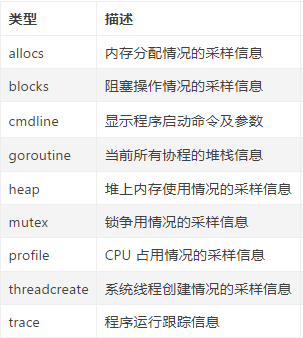 类型 描述
allocs 内存分配情况的采样信息
blocks 阻塞操作情况的采样信息
cmdline 显示程序启动命令及参数
goroutine 当前所有协程的堆栈信息
heap 堆上内存使用情况的采样信息
mutex 锁争用情况的采样信息
profile CPU 占用情况的采样信息
threadcreate 系统线程创建情况的采样信息
trace 程序运行跟踪信息